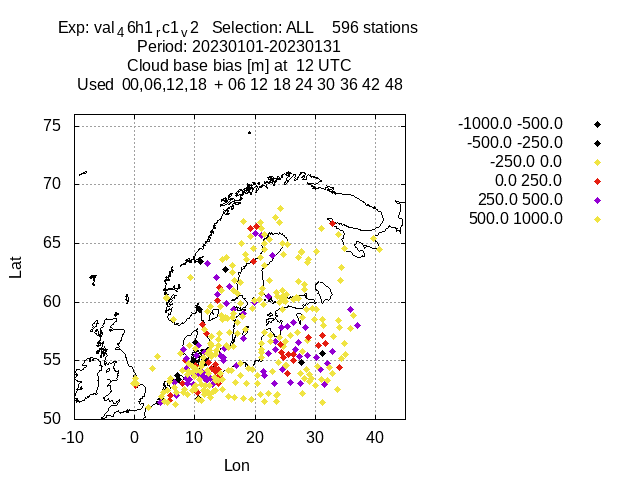 Exp: val_46h1_rc1_v2 Selection: ALL 596 stations
Period: 20230101-20230131
Cloud base bias [m] at 12 UTC
Used 00,06,12,18 + 06 12 18 24 30 36 42 48
-1000.0 -500.0
-500.0 -250.0
-250.0 0.0
0.0 250.0
250.0 500.0
500.0 1000.0
75
70
65
60
55
50
Lat
-10 0 10 20 30 40
Lon